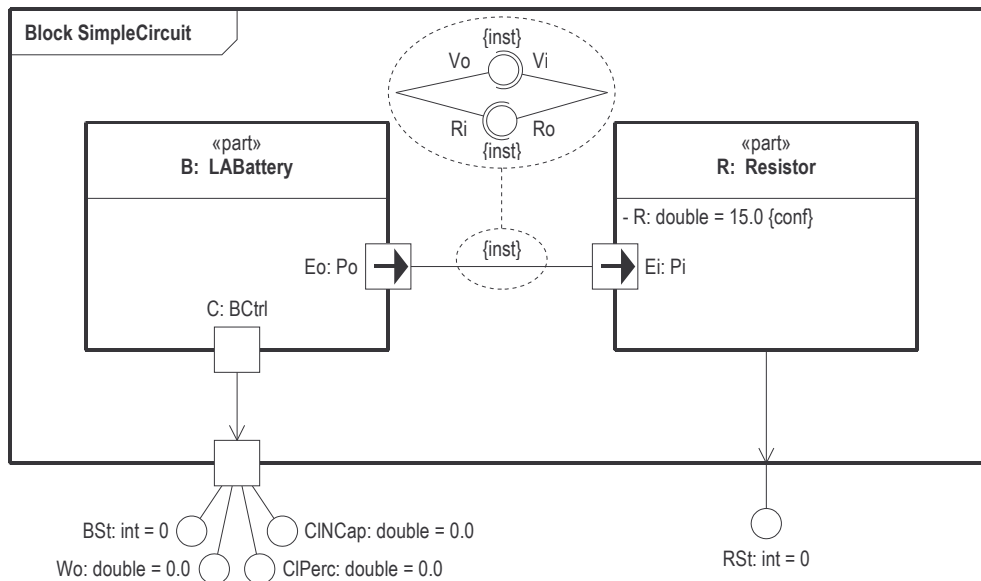 Block SimpleCircuit
{inst}
Vo
Vi
Ri
Ro
{inst}
«part»
B: LABattery
«part»
R: Resistor
- R: double = 15.0 {conf}
{inst}
Eo: Po
Ei: Pi
C: BCtrl
BSt: int = 0
ClNCap: double = 0.0
RSt: int = 0
Wo: double = 0.0
ClPerc: double = 0.0